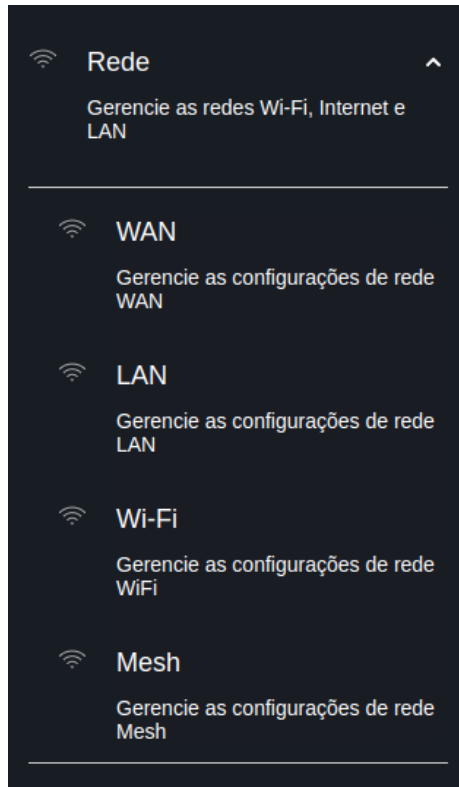 Rede
Gerencie as redes Wi-Fi, Internet e
LAN
WAN
Gerencie as configurações de rede
WAN
LAN
Gerencie as configurações de rede
LAN
Wi-Fi
Gerencie as configurações de rede
WiFi
Mesh
Gerencie as configurações de rede
Mesh